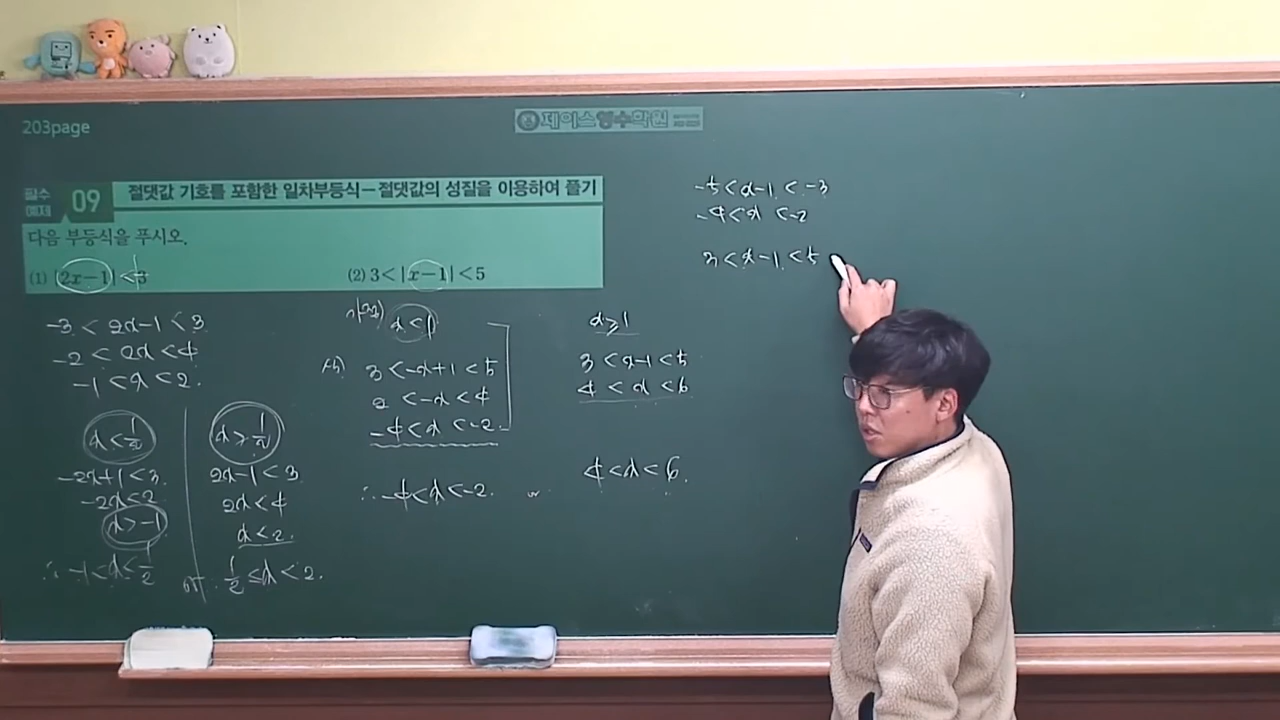 203page
제이스영수학원
필수 예제 09 절댓값 기호를 포함한 일차부등식-절댓값의 성질을 이용하여 풀기
다음 부등식을 푸시오.
(1) |2x-1|<3
(2) 3<|x-1|<5
-3<2x-1<3
-2<2x<4
-1<x<2.
x<1/2
-2x+1<3
-2x<2
x>-1
∴ -1<x<1/2
or
x≥1/2
2x-1<3
2x<4
x<2.
1/2≤x<2.
x<1
3<-x+1<5
2<-x<4
-4<x<-2.
∴ -4<x<-2. or
x≥1
3<x-1<5
4<x<6
4<x<6.
-5<x-1<-3
-4<x<-2
3<x-1<5